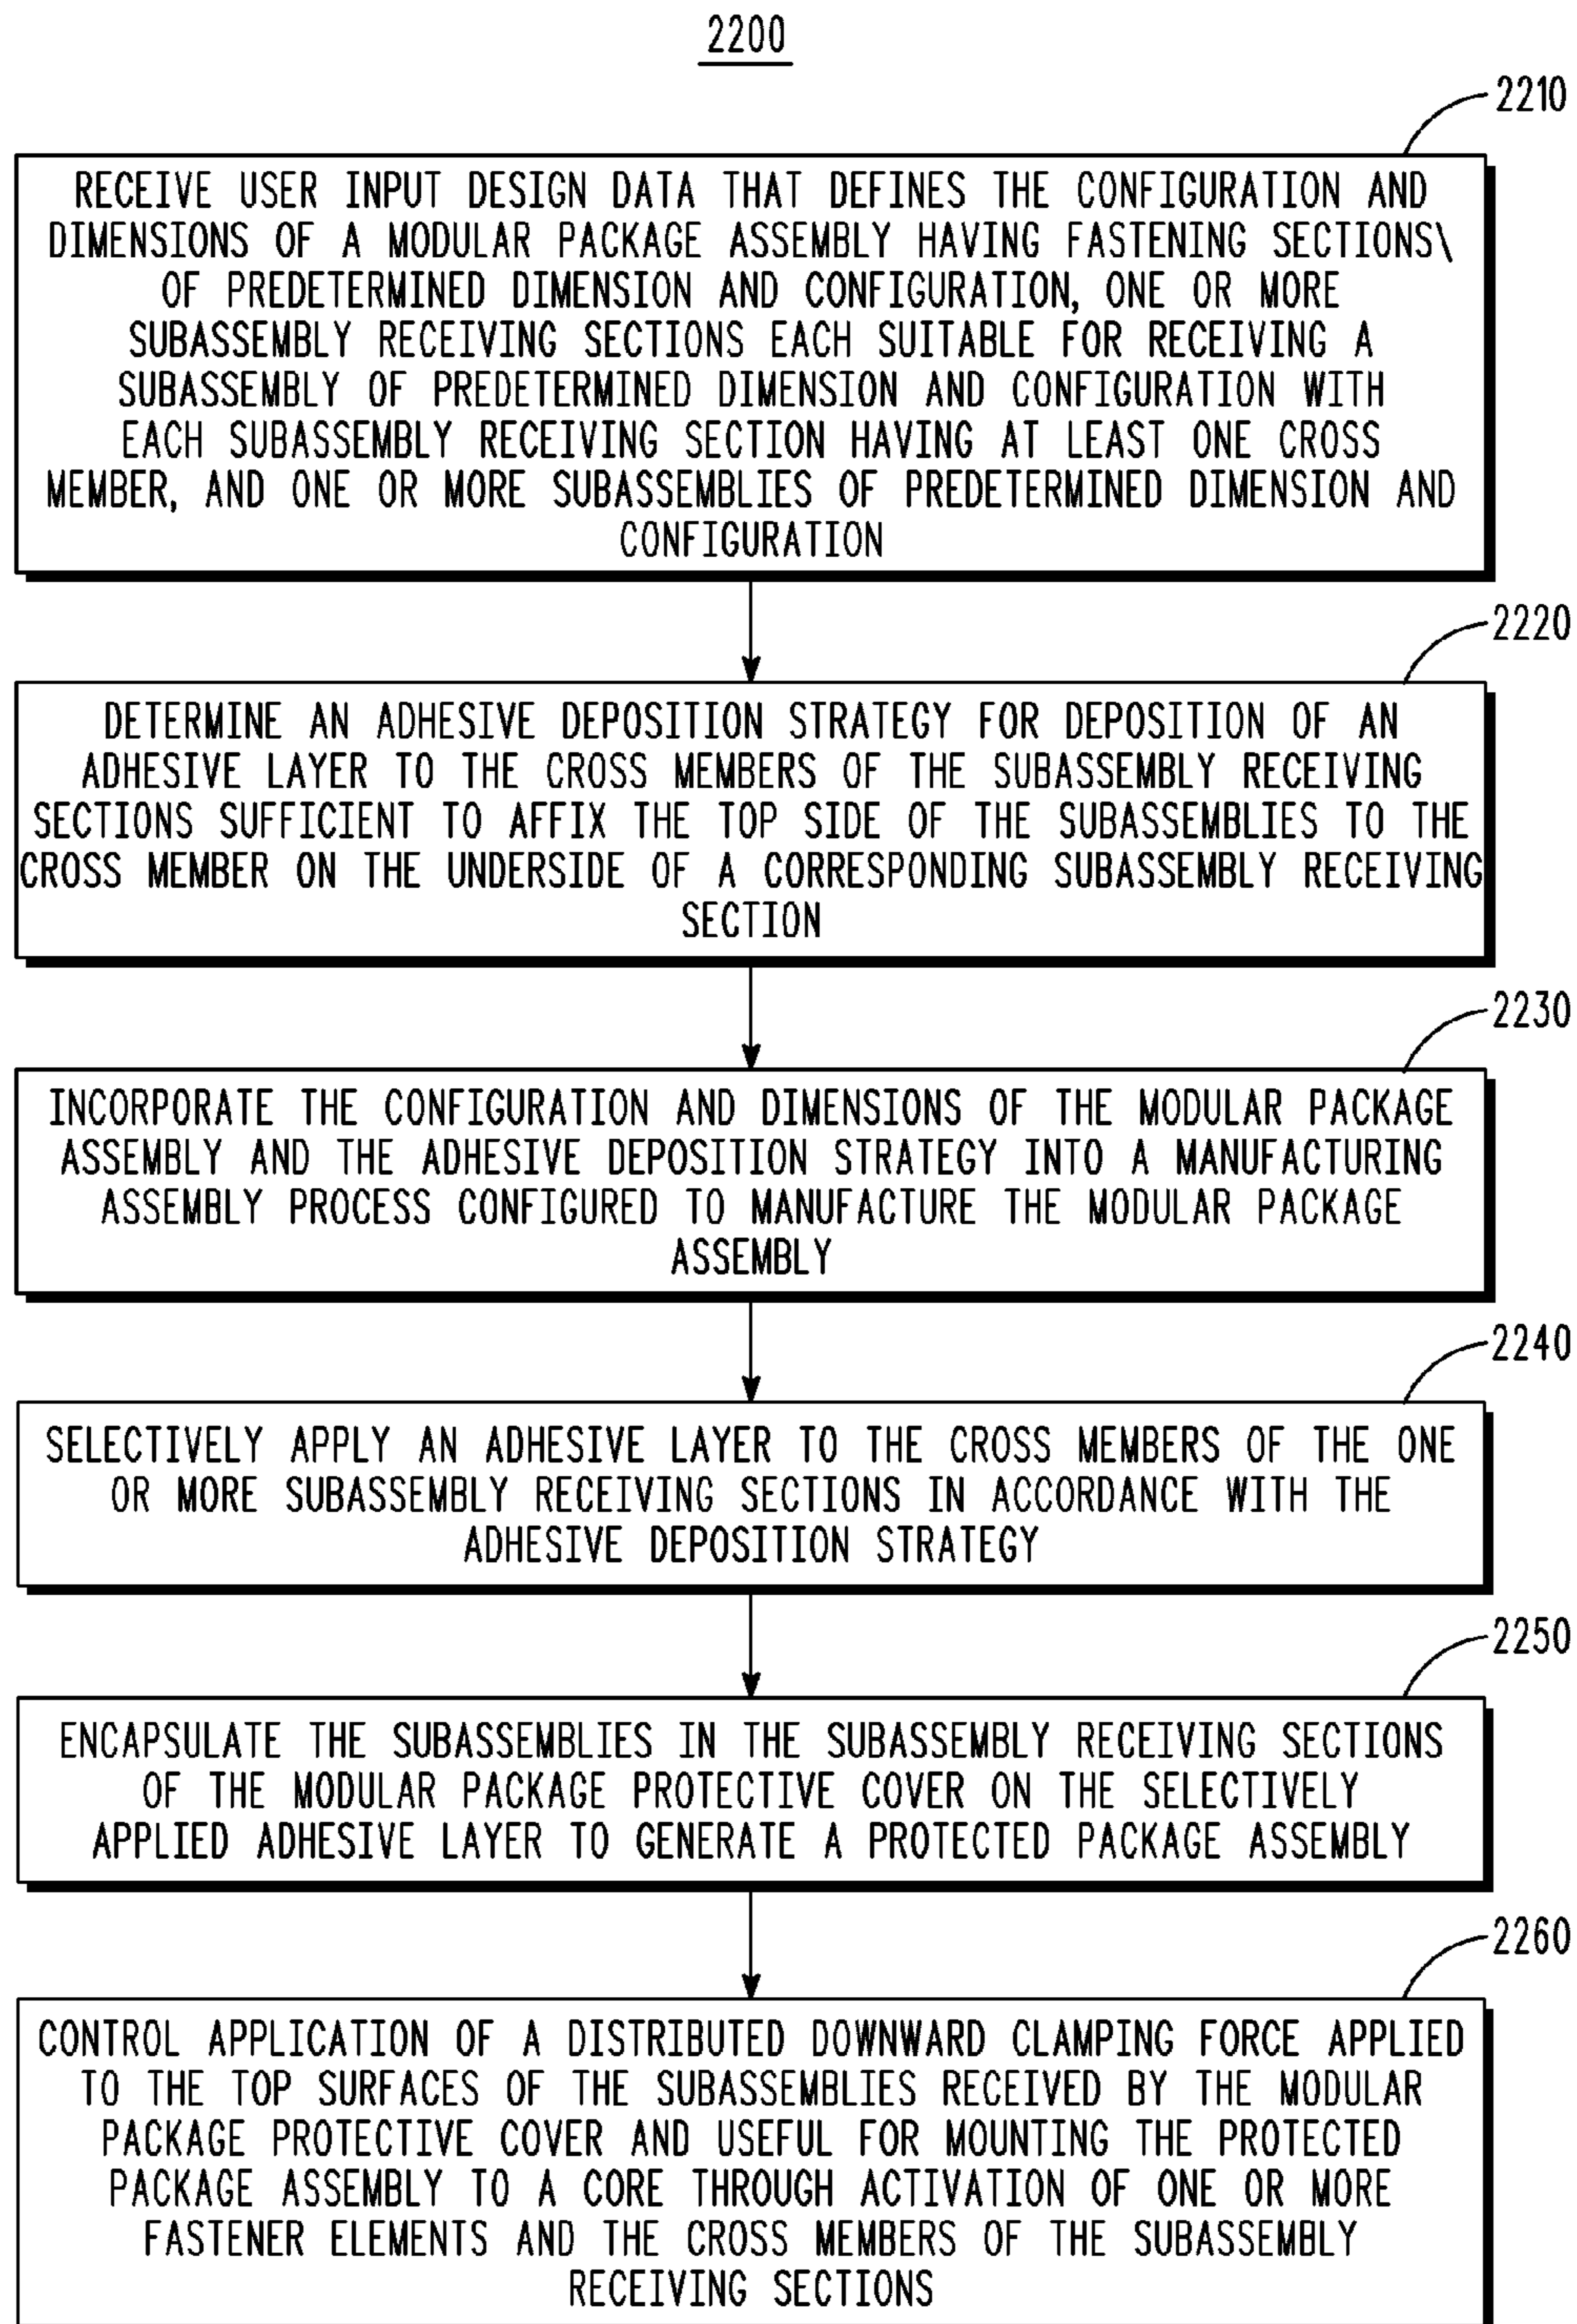 2200
2210
RECEIVE USER INPUT DESIGN DATA THAT DEFINES THE CONFIGURATION AND
DIMENSIONS OF A MODULAR PACKAGE ASSEMBLY HAVING FASTENING SECTIONS\
OF PREDETERMINED DIMENSION AND CONFIGURATION, ONE OR MORE
SUBASSEMBLY RECEIVING SECTIONS EACH SUITABLE FOR RECEIVING A
SUBASSEMBLY OF PREDETERMINED DIMENSION AND CONFIGURATION WITH
EACH SUBASSEMBLY RECEIVING SECTION HAVING AT LEAST ONE CROSS
MEMBER, AND ONE OR MORE SUBASSEMBLIES OF PREDETERMINED DIMENSION AND
CONFIGURATION
2220
DETERMINE AN ADHESIVE DEPOSITION STRATEGY FOR DEPOSITION OF AN
ADHESIVE LAYER TO THE CROSS MEMBERS OF THE SUBASSEMBLY RECEIVING
SECTIONS SUFFICIENT TO AFFIX THE TOP SIDE OF THE SUBASSEMBLIES TO THE
CROSS MEMBER ON THE UNDERSIDE OF A CORRESPONDING SUBASSEMBLY RECEIVING
SECTION
2230
INCORPORATE THE CONFIGURATION AND DIMENSIONS OF THE MODULAR PACKAGE
ASSEMBLY AND THE ADHESIVE DEPOSITION STRATEGY INTO A MANUFACTURING
ASSEMBLY PROCESS CONFIGURED TO MANUFACTURE THE MODULAR PACKAGE
ASSEMBLY
2240
SELECTIVELY APPLY AN ADHESIVE LAYER TO THE CROSS MEMBERS OF THE ONE
OR MORE SUBASSEMBLY RECEIVING SECTIONS IN ACCORDANCE WITH THE
ADHESIVE DEPOSITION STRATEGY
2250
ENCAPSULATE THE SUBASSEMBLIES IN THE SUBASSEMBLY RECEIVING SECTIONS
OF THE MODULAR PACKAGE PROTECTIVE COVER ON THE SELECTIVELY
APPLIED ADHESIVE LAYER TO GENERATE A PROTECTED PACKAGE ASSEMBLY
2260
CONTROL APPLICATION OF A DISTRIBUTED DOWNWARD CLAMPING FORCE APPLIED
TO THE TOP SURFACES OF THE SUBASSEMBLIES RECEIVED BY THE MODULAR
PACKAGE PROTECTIVE COVER AND USEFUL FOR MOUNTING THE PROTECTED
PACKAGE ASSEMBLY TO A CORE THROUGH ACTIVATION OF ONE OR MORE
FASTENER ELEMENTS AND THE CROSS MEMBERS OF THE SUBASSEMBLY
RECEIVING SECTIONS